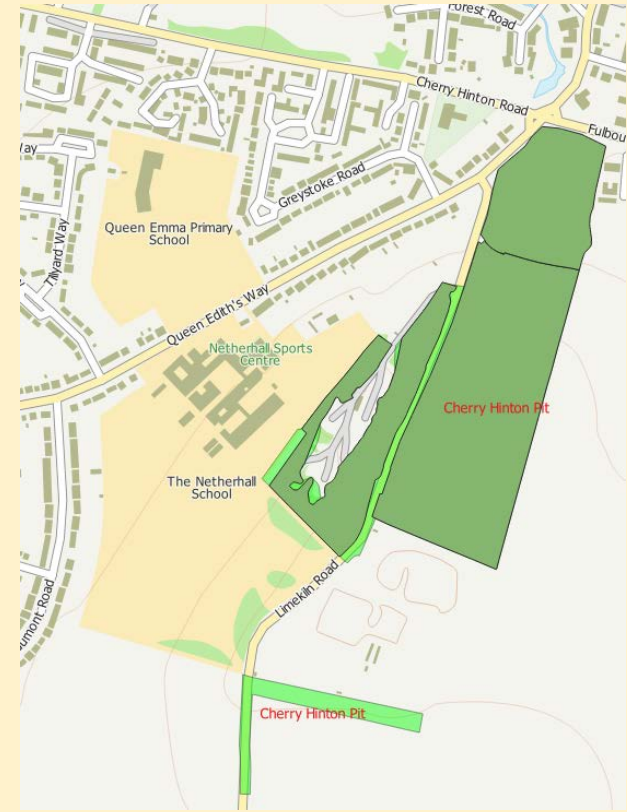 Forest Road
Cherry Hinton Road
Fulbou
Way
Greystoke Road
Queen Emma Primary
School
Tillyard Way
Queen Edith's Way
Netherhall Sports
Centre
Cherry Hinton Pit
The Netherhall
School
Limekiln Road
umont Road
Cherry Hinton Pit